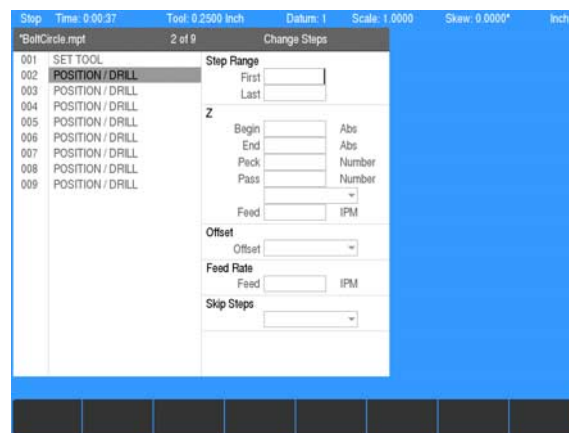 Stop Time: 0:00:37 Tool: 0.2500 Inch Datum: 1 Scale: 1.0000 Skew: 0.0000* Inch
*BoltCircle.mpt 2 of 9 Change Steps
001 SET TOOL
002 POSITION / DRILL
003 POSITION / DRILL
004 POSITION / DRILL
005 POSITION / DRILL
006 POSITION / DRILL
007 POSITION / DRILL
008 POSITION / DRILL
009 POSITION / DRILL
Step Range
First
Last
Z
Begin Abs
End Abs
Peck Number
Pass Number
Feed IPM
Offset
Offset
Feed Rate
Feed IPM
Skip Steps